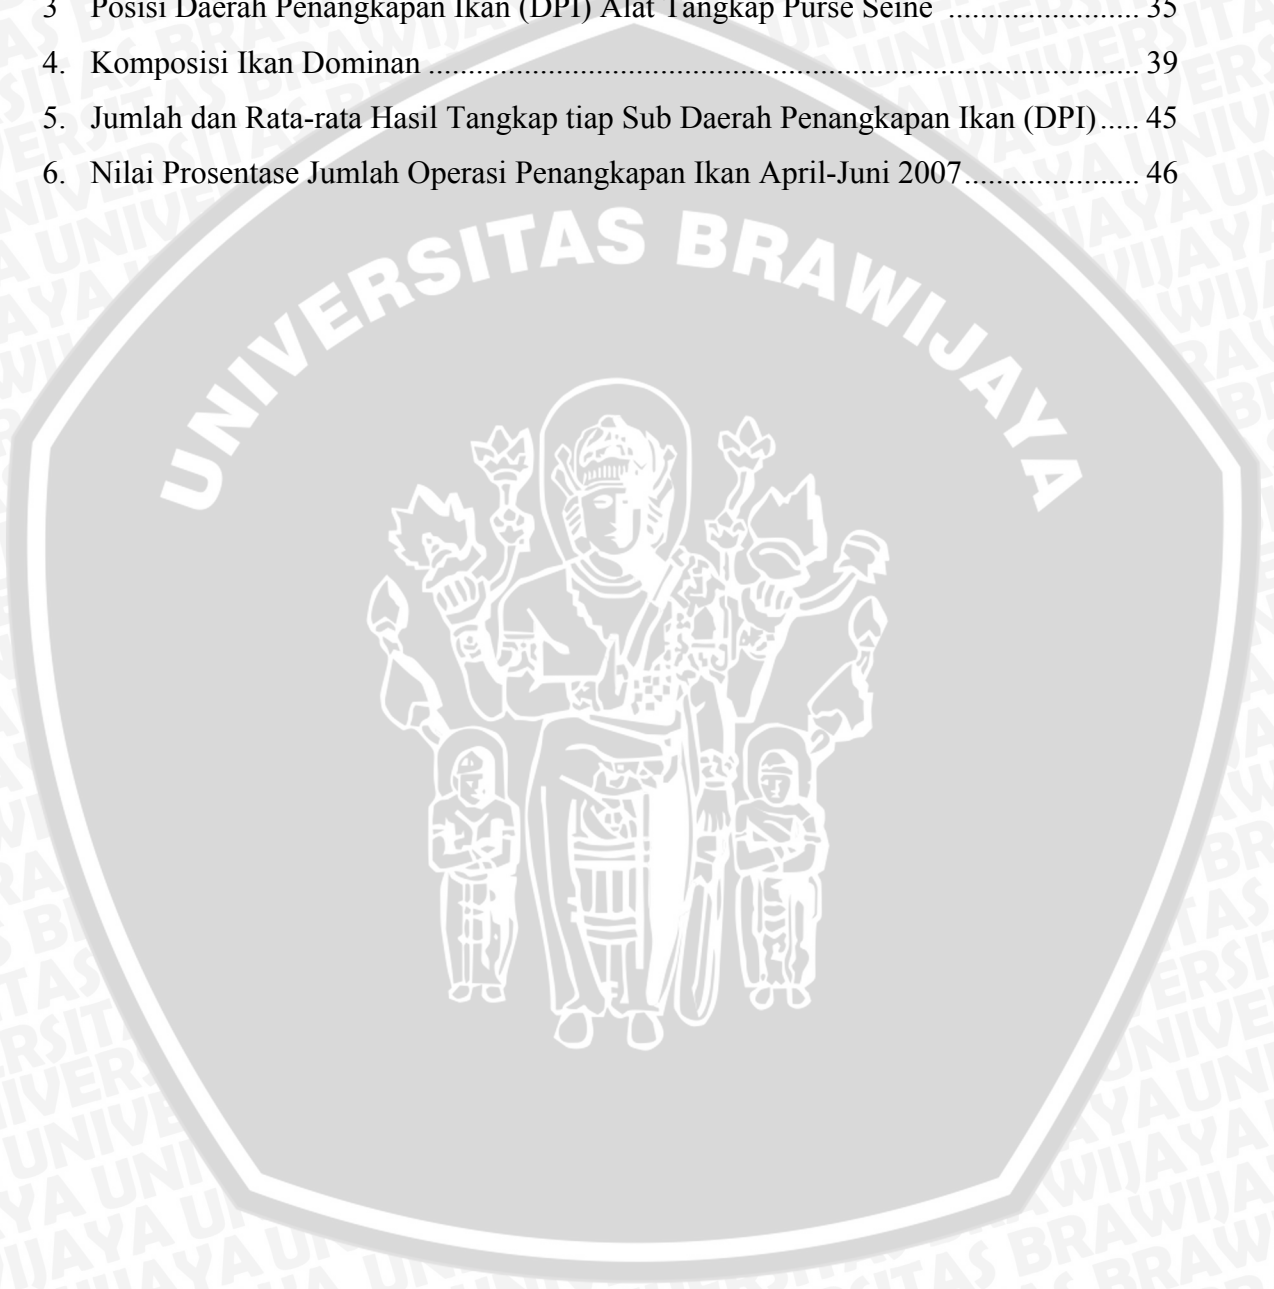 3 Posisi Daerah Penangkapan Ikan (DPI) Alat Tangkap Purse Seine ........................ 35
4. Komposisi Ikan Dominan ......................................................................................... 39
5. Jumlah dan Rata-rata Hasil Tangkap tiap Sub Daerah Penangkapan Ikan (DPI) ..... 45
6. Nilai Prosentase Jumlah Operasi Penangkapan Ikan April-Juni 2007...................... 46
UNIVERSITAS BRAWIJAYA